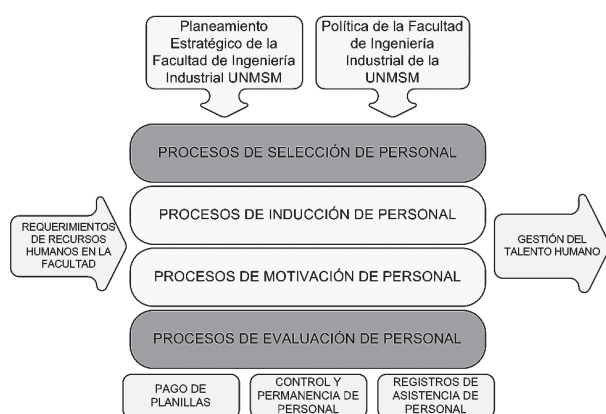 Planeamiento
Estratégico de la
Facultad de Ingeniería
Industrial UNMSM
Política de la Facultad
de Ingeniería
Industrial de la
UNMSM
PROCESOS DE SELECCIÓN DE PERSONAL
PROCESOS DE INDUCCIÓN DE PERSONAL
REQUERIMIENTOS
DE RECURSOS
HUMANOS EN LA
FACULTAD
GESTIÓN DEL
TALENTO HUMANO
PROCESOS DE MOTIVACIÓN DE PERSONAL
PROCESOS DE EVALUACIÓN DE PERSONAL
PAGO DE
PLANILLAS
CONTROL Y
PERMANENCIA DE
PERSONAL
REGISTROS DE
ASISTENCIA DE
PERSONAL